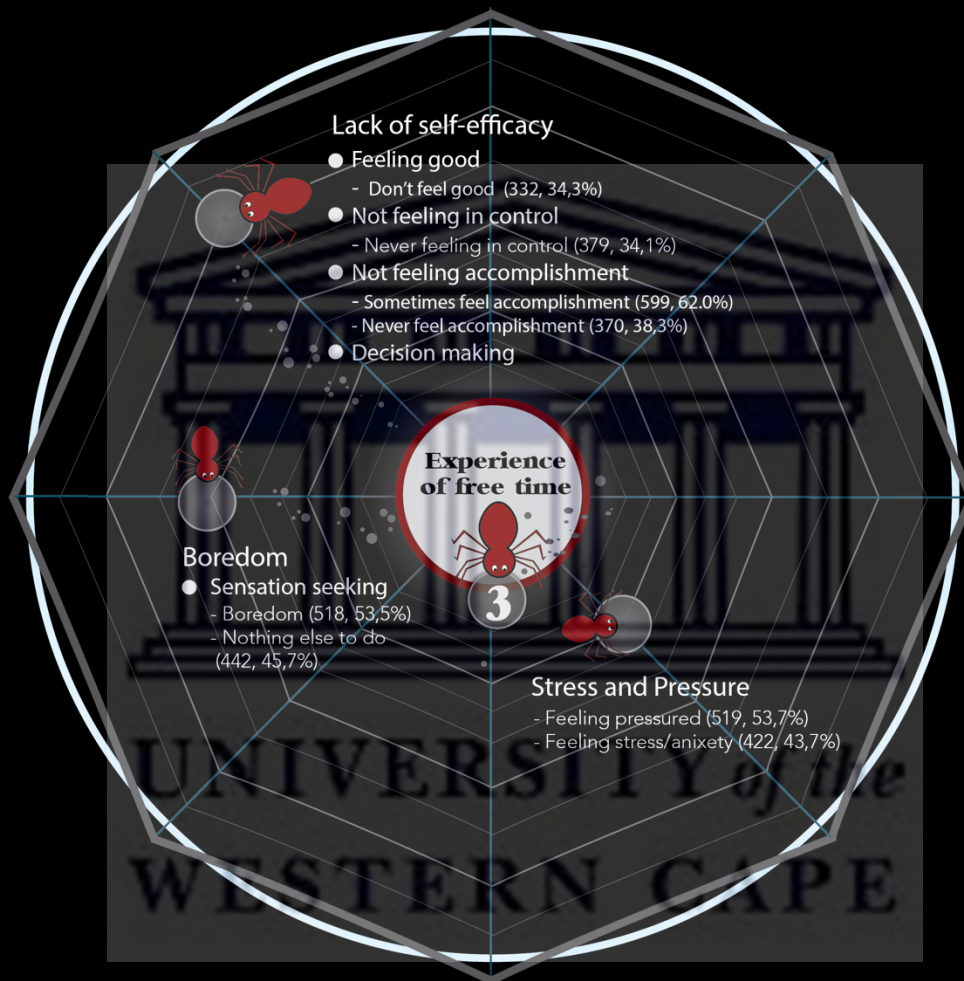 Lack of self-efficacy
Feeling good
- Don't feel good (332, 34,3%)
Not feeling in control
- Never feeling in control (379, 34,1%)
Not feeling accomplishment
- Sometimes feel accomplishment (599, 62.0%)
- Never feel accomplishment (370, 38,3%)
Decision making
Experience
of free time
3
Boredom
Sensation seeking
- Boredom (518, 53,5%)
- Nothing else to do
(442, 45,7%)
Stress and Pressure
- Feeling pressured (519, 53,7%)
- Feeling stress/anixety (422, 43,7%)
UNIVERSITY of the
WESTERN CAPE